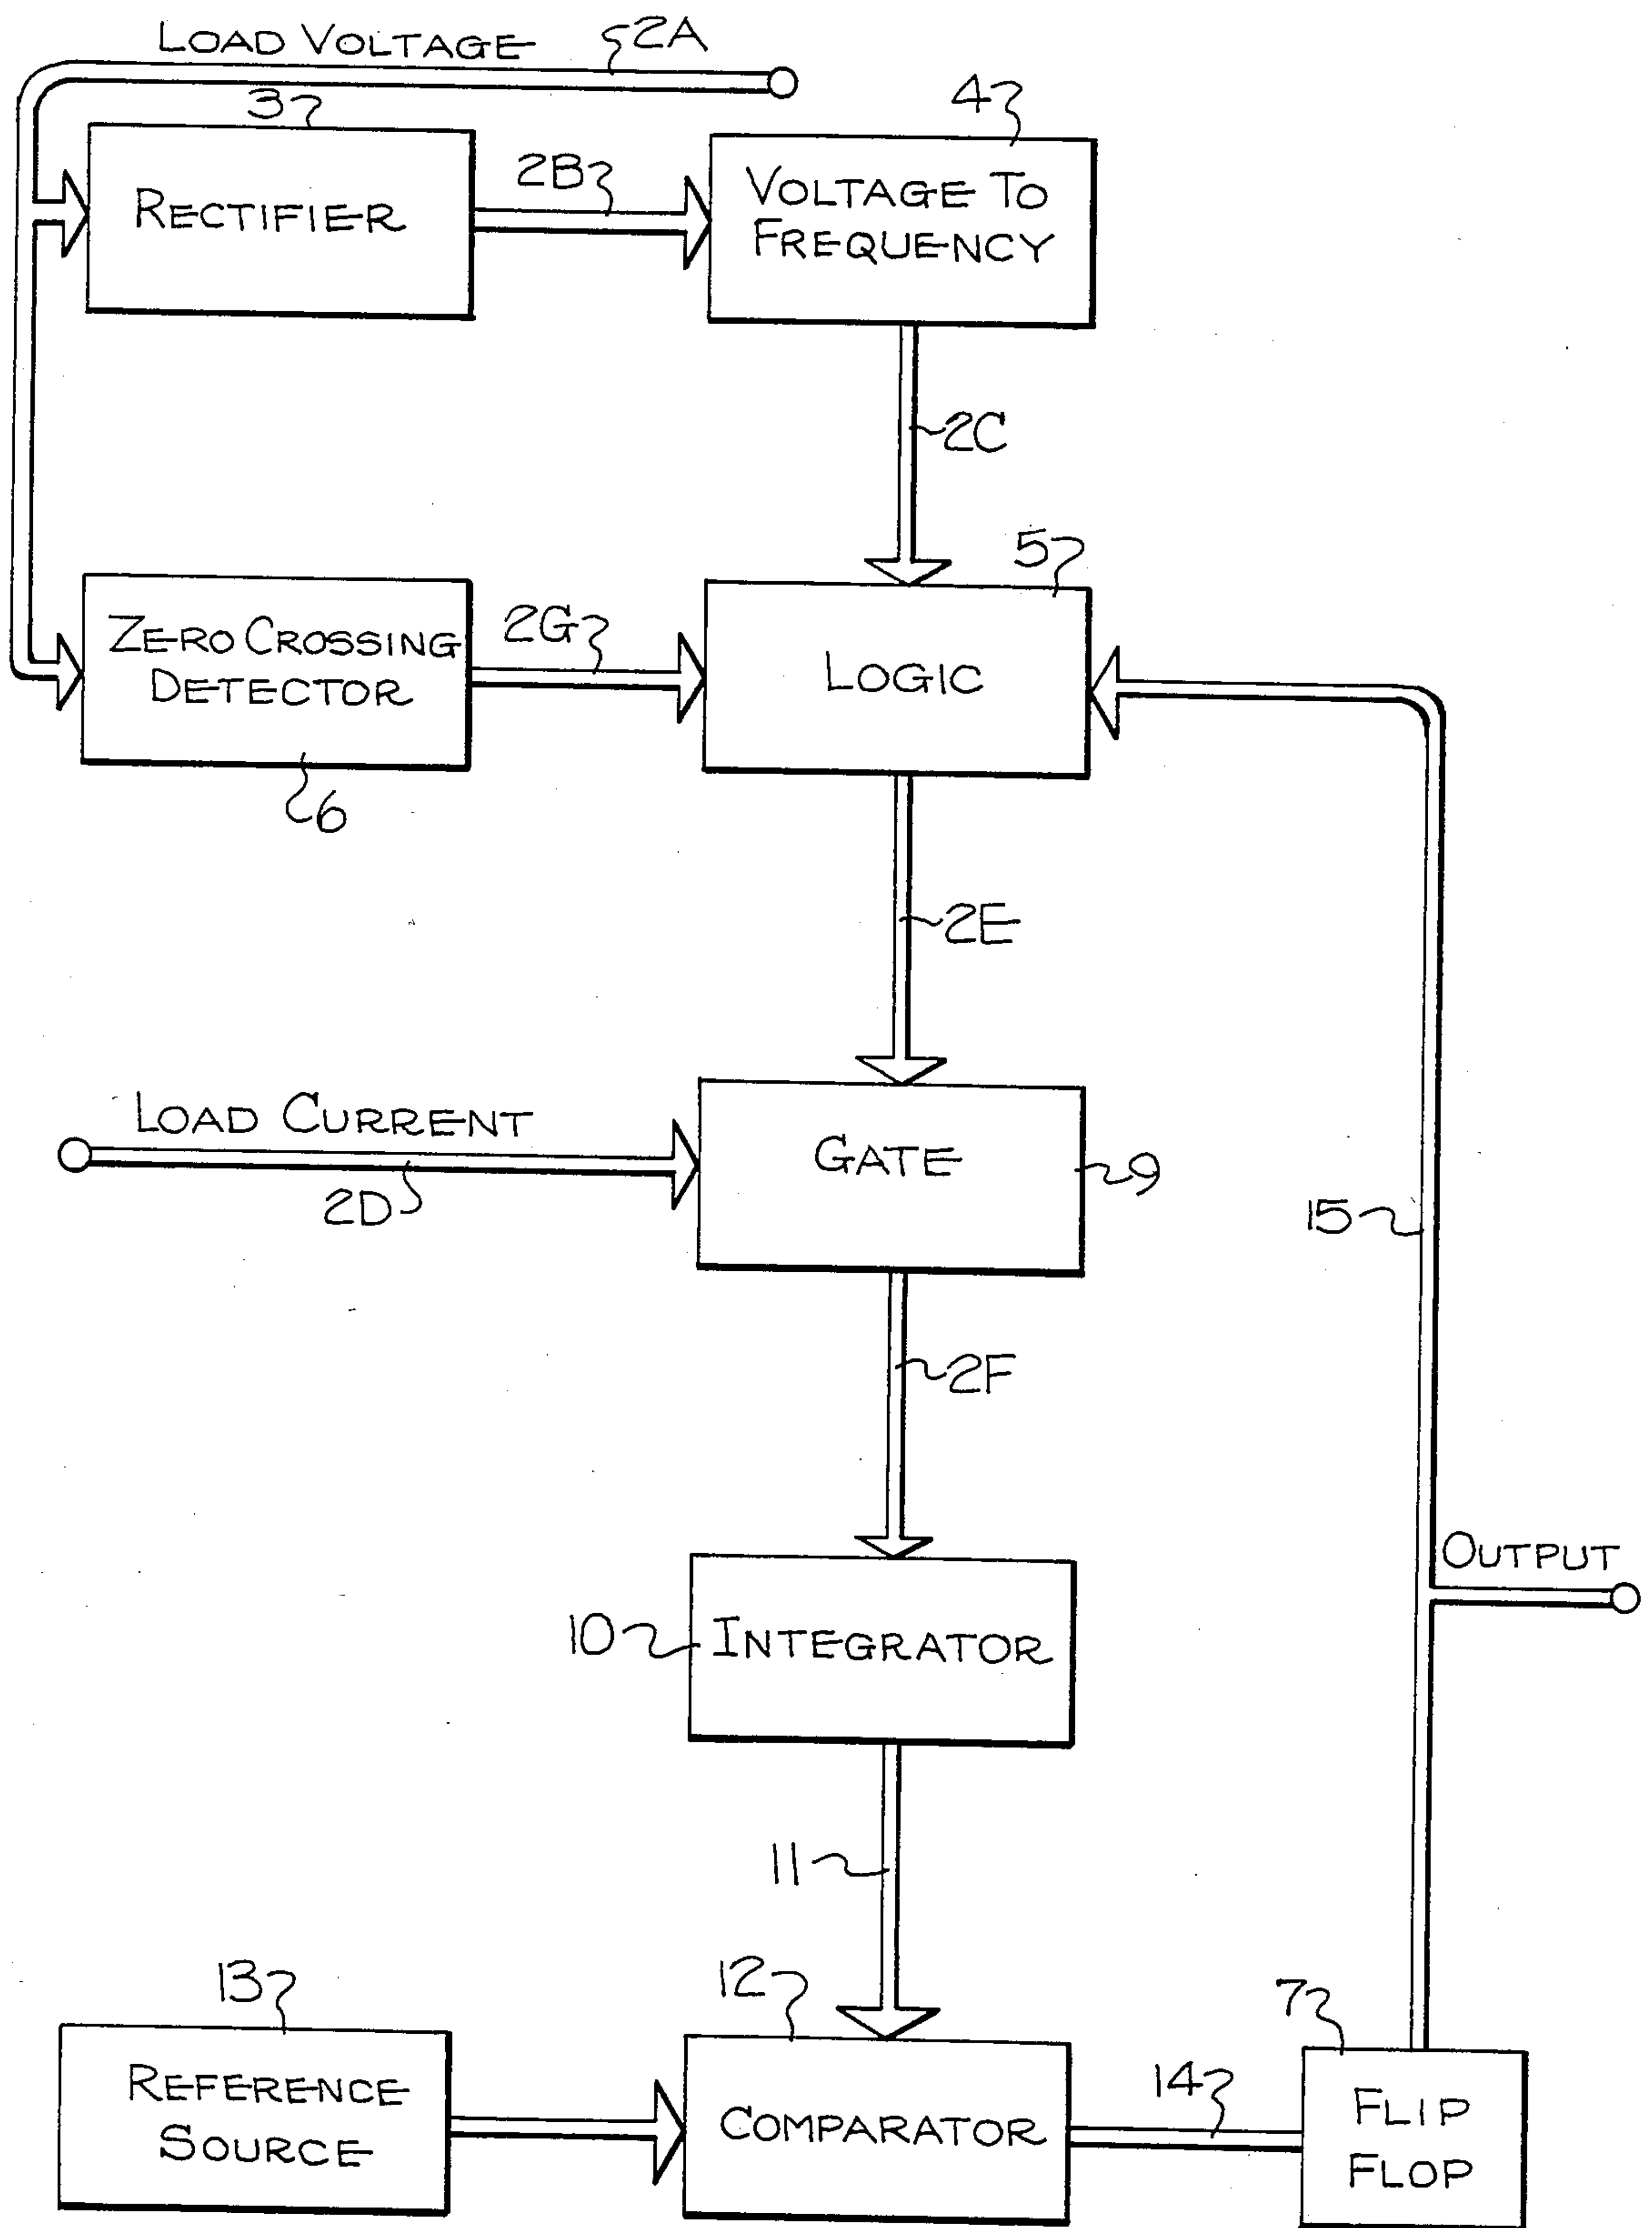 LOAD VOLTAGE
2A
3
4
RECTIFIER
2B
VOLTAGE TO
FREQUENCY
2C
5
ZERO CROSSING
DETECTOR
2G
LOGIC
6
2E
LOAD CURRENT
2D
GATE
9
15
2F
OUTPUT
10
INTEGRATOR
11
13
12
7
REFERENCE
SOURCE
COMPARATOR
14
FLIP
FLOP